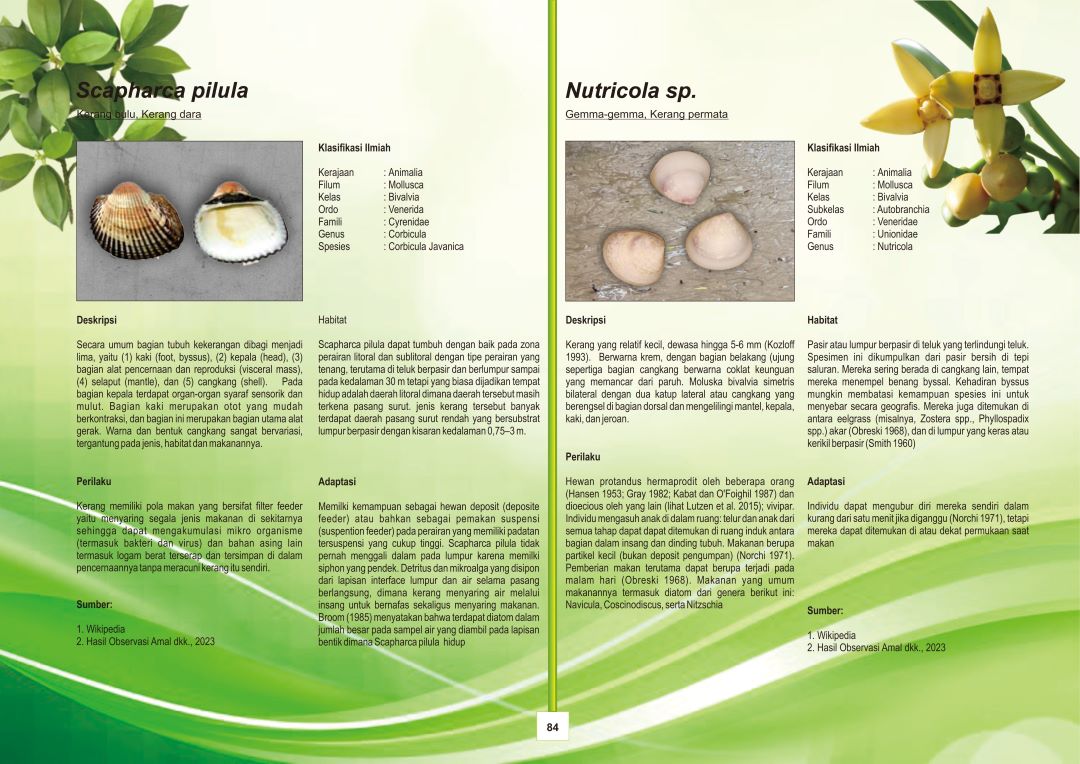 Scapharca pilula
Kerang bulu, Kerang dara
Klasifikasi Ilmiah
Kerajaan : Animalia
Filum : Mollusca
Kelas : Bivalvia
Ordo : Venerida
Famili : Cyrenidae
Genus : Corbicula
Spesies : Corbicula Javanica
Deskripsi
Secara umum bagian tubuh kekerangan dibagi menjadi
lima, yaitu (1) kaki (foot, byssus), (2) kepala (head), (3)
bagian alat pencernaan dan reproduksi (visceral mass),
(4) selaput (mantle), dan (5) cangkang (shell). Pada
bagian kepala terdapat organ-organ syaraf sensorik dan
mulut. Bagian kaki merupakan otot yang mudah
berkontraksi, dan bagian ini merupakan bagian utama alat
gerak. Warna dan bentuk cangkang sangat bervariasi,
tergantung pada jenis, habitat dan makanannya.
Perilaku
Kerang memiliki pola makan yang bersifat filter feeder
yaitu menyaring segala jenis makanan di sekitarnya
sehingga dapat mengakumulasi mikro organisme
(termasuk bakteri dan virus) dan bahan asing lain
termasuk logam berat terserap dan tersimpan di dalam
pencernaannya tanpa meracuni kerang itu sendiri.
Sumber:
1. Wikipedia
2. Hasil Observasi Amal dkk., 2023
Habitat
Scapharca pilula dapat tumbuh dengan baik pada zona
perairan litoral dan sublitoral dengan tipe perairan yang
tenang, terutama di teluk berpasir dan berlumpur sampai
pada kedalaman 30 m tetapi yang biasa dijadikan tempat
hidup adalah daerah litoral dimana daerah tersebut masih
terkena pasang surut. jenis kerang tersebut banyak
terdapat daerah pasang surut rendah yang bersubstrat
lumpur berpasir dengan kisaran kedalaman 0,75–3 m.
Adaptasi
Memilki kemampuan sebagai hewan deposit (deposite
feeder) atau bahkan sebagai pemakan suspensi
(suspention feeder) pada perairan yang memiliki padatan
tersuspensi yang cukup tinggi. Scapharca pilula tidak
pernah menggali dalam pada lumpur karena memilki
siphon yang pendek. Detritus dan mikroalga yang disipon
dari lapisan interface lumpur dan air selama pasang
berlangsung, dimana kerang menyaring air melalui
insang untuk bernafas sekaligus menyaring makanan.
Broom (1985) menyatakan bahwa terdapat diatom dalam
jumlah besar pada sampel air yang diambil pada lapisan
bentik dimana Scapharca pilula hidup
Nutricola sp.
Gemma-gemma, Kerang permata
Klasifikasi Ilmiah
Kerajaan : Animalia
Filum : Mollusca
Kelas : Bivalvia
Subkelas : Autobranchia
Ordo : Veneridae
Famili : Unionidae
Genus : Nutricola
Deskripsi
Kerang yang relatif kecil, dewasa hingga 5-6 mm (Kozloff
1993). Berwarna krem, dengan bagian belakang (ujung
sepertiga bagian cangkang berwarna coklat keunguan
yang memancar dari paruh. Moluska bivalvia simetris
bilateral dengan dua katup lateral atau cangkang yang
berengsel di bagian dorsal dan mengelilingi mantel, kepala,
kaki, dan jeroan.
Perilaku
Hewan protandus hermaprodit oleh beberapa orang
(Hansen 1953; Gray 1982; Kabat dan O'Foighil 1987) dan
dioecious oleh yang lain (lihat Lutzen et al. 2015); vivipar.
Individu mengasuh anak di dalam ruang: telur dan anak dari
semua tahap dapat dapat ditemukan di ruang induk antara
bagian dalam insang dan dinding tubuh. Makanan berupa
partikel kecil (bukan deposit pengumpan) (Norchi 1971).
Pemberian makan terutama dapat berupa terjadi pada
malam hari (Obreski 1968). Makanan yang umum
makanannya termasuk diatom dari genera berikut ini:
Navicula, Coscinodiscus, serta Nitzschia
Habitat
Pasir atau lumpur berpasir di teluk yang terlindungi teluk.
Spesimen ini dikumpulkan dari pasir bersih di tepi
saluran. Mereka sering berada di cangkang lain, tempat
mereka menempel benang byssal. Kehadiran byssus
mungkin membatasi kemampuan spesies ini untuk
menyebar secara geografis. Mereka juga ditemukan di
antara eelgrass (misalnya, Zostera spp., Phyllospadix
spp.) akar (Obreski 1968), dan di lumpur yang keras atau
kerikil berpasir (Smith 1960)
Adaptasi
Individu dapat mengubur diri mereka sendiri dalam
kurang dari satu menit jika diganggu (Norchi 1971), tetapi
mereka dapat ditemukan di atau dekat permukaan saat
makan
Sumber:
1. Wikipedia
2. Hasil Observasi Amal dkk., 2023
84